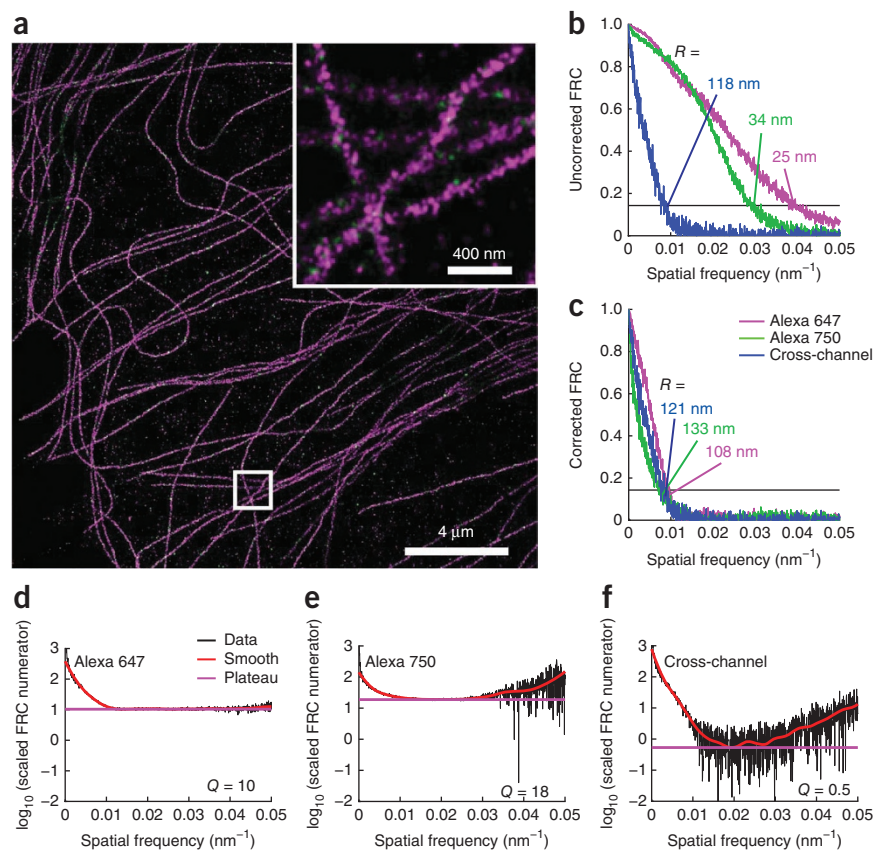 a
400 nm
4 μm
b
Uncorrected FRC
1.0
0.8
0.6
0.4
0.2
0
R =
118 nm
34 nm
25 nm
0 0.01 0.02 0.03 0.04 0.05
Spatial frequency (nm⁻¹)
c
Corrected FRC
1.0
0.8
0.6
0.4
0.2
0
Alexa 647
Alexa 750
Cross-channel
R =
121 nm
133 nm
108 nm
0 0.01 0.02 0.03 0.04 0.05
Spatial frequency (nm⁻¹)
d
log₁₀ (scaled FRC numerator)
3
2
1
0
−1
−2
Alexa 647
Data
Smooth
Plateau
Q = 10
0 0.01 0.02 0.03 0.04 0.05
Spatial frequency (nm⁻¹)
e
log₁₀ (scaled FRC numerator)
3
2
1
0
−1
−2
Alexa 750
Q = 18
0 0.01 0.02 0.03 0.04 0.05
Spatial frequency (nm⁻¹)
f
log₁₀ (scaled FRC numerator)
3
2
1
0
−1
−2
Cross-channel
Q = 0.5
0 0.01 0.02 0.03 0.04 0.05
Spatial frequency (nm⁻¹)